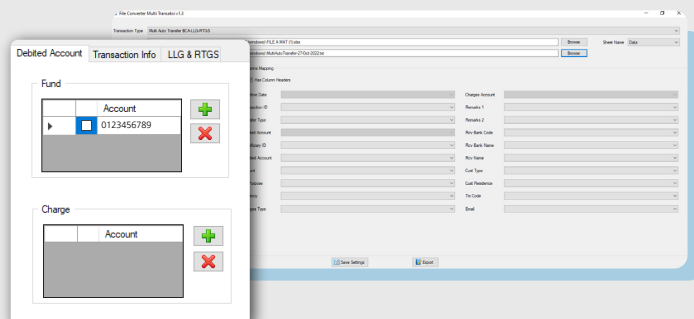 File Converter Multi Transaksi v1.3
Transaction Type Multi Auto Transfer BCA-LLG-RTGS
Browse Sheet Name Data
Browse
Has Column Headers
Charges Account
Remarks 1
Remarks 2
Rcv Bank Code
Rcv Bank Name
Rcv Name
Cust Type
Cust Residence
Trx Code
Email
Save Settings Export
Debited Account Transaction Info LLG & RTGS
Fund
Account
0123456789
Charge
Account